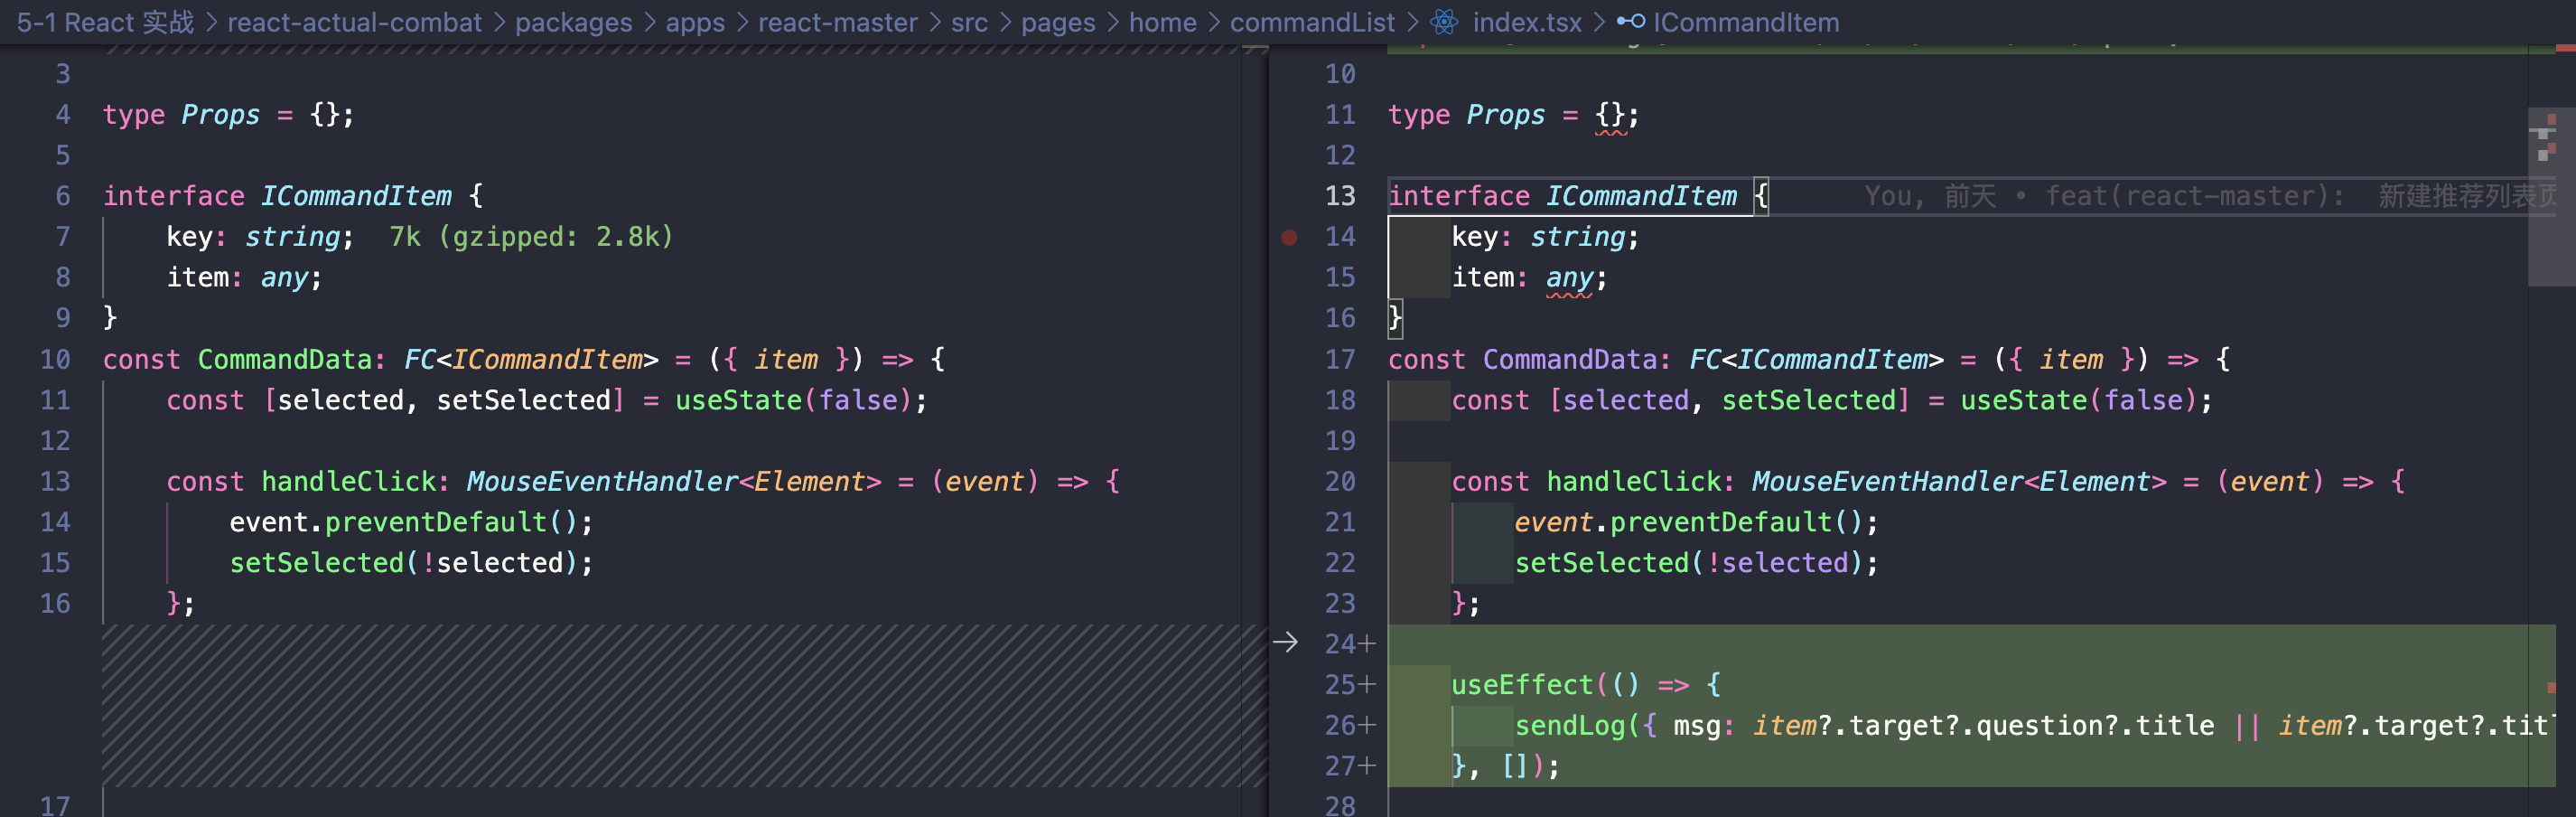 5-1 React 实战 > react-actual-combat > packages > apps > react-master > src > pages > home > commandList > index.tsx > ICommandItem
3
4 type Props = {};
5
6 interface ICommandItem {
7 key: string; 7k (gzipped: 2.8k)
8 item: any;
9 }
10 const CommandData: FC<ICommandItem> = ({ item }) => {
11 const [selected, setSelected] = useState(false);
12
13 const handleClick: MouseEventHandler<Element> = (event) => {
14 event.preventDefault();
15 setSelected(!selected);
16 };
17
10
11 type Props = {};
12
13 interface ICommandItem { You, 前天 • feat(react-master): 新建推荐列表页
14 key: string;
15 item: any;
16 }
17 const CommandData: FC<ICommandItem> = ({ item }) => {
18 const [selected, setSelected] = useState(false);
19
20 const handleClick: MouseEventHandler<Element> = (event) => {
21 event.preventDefault();
22 setSelected(!selected);
23 };
24+
25+ useEffect(() => {
26+ sendLog({ msg: item?.target?.question?.title || item?.target?.tit
27+ }, []);
28